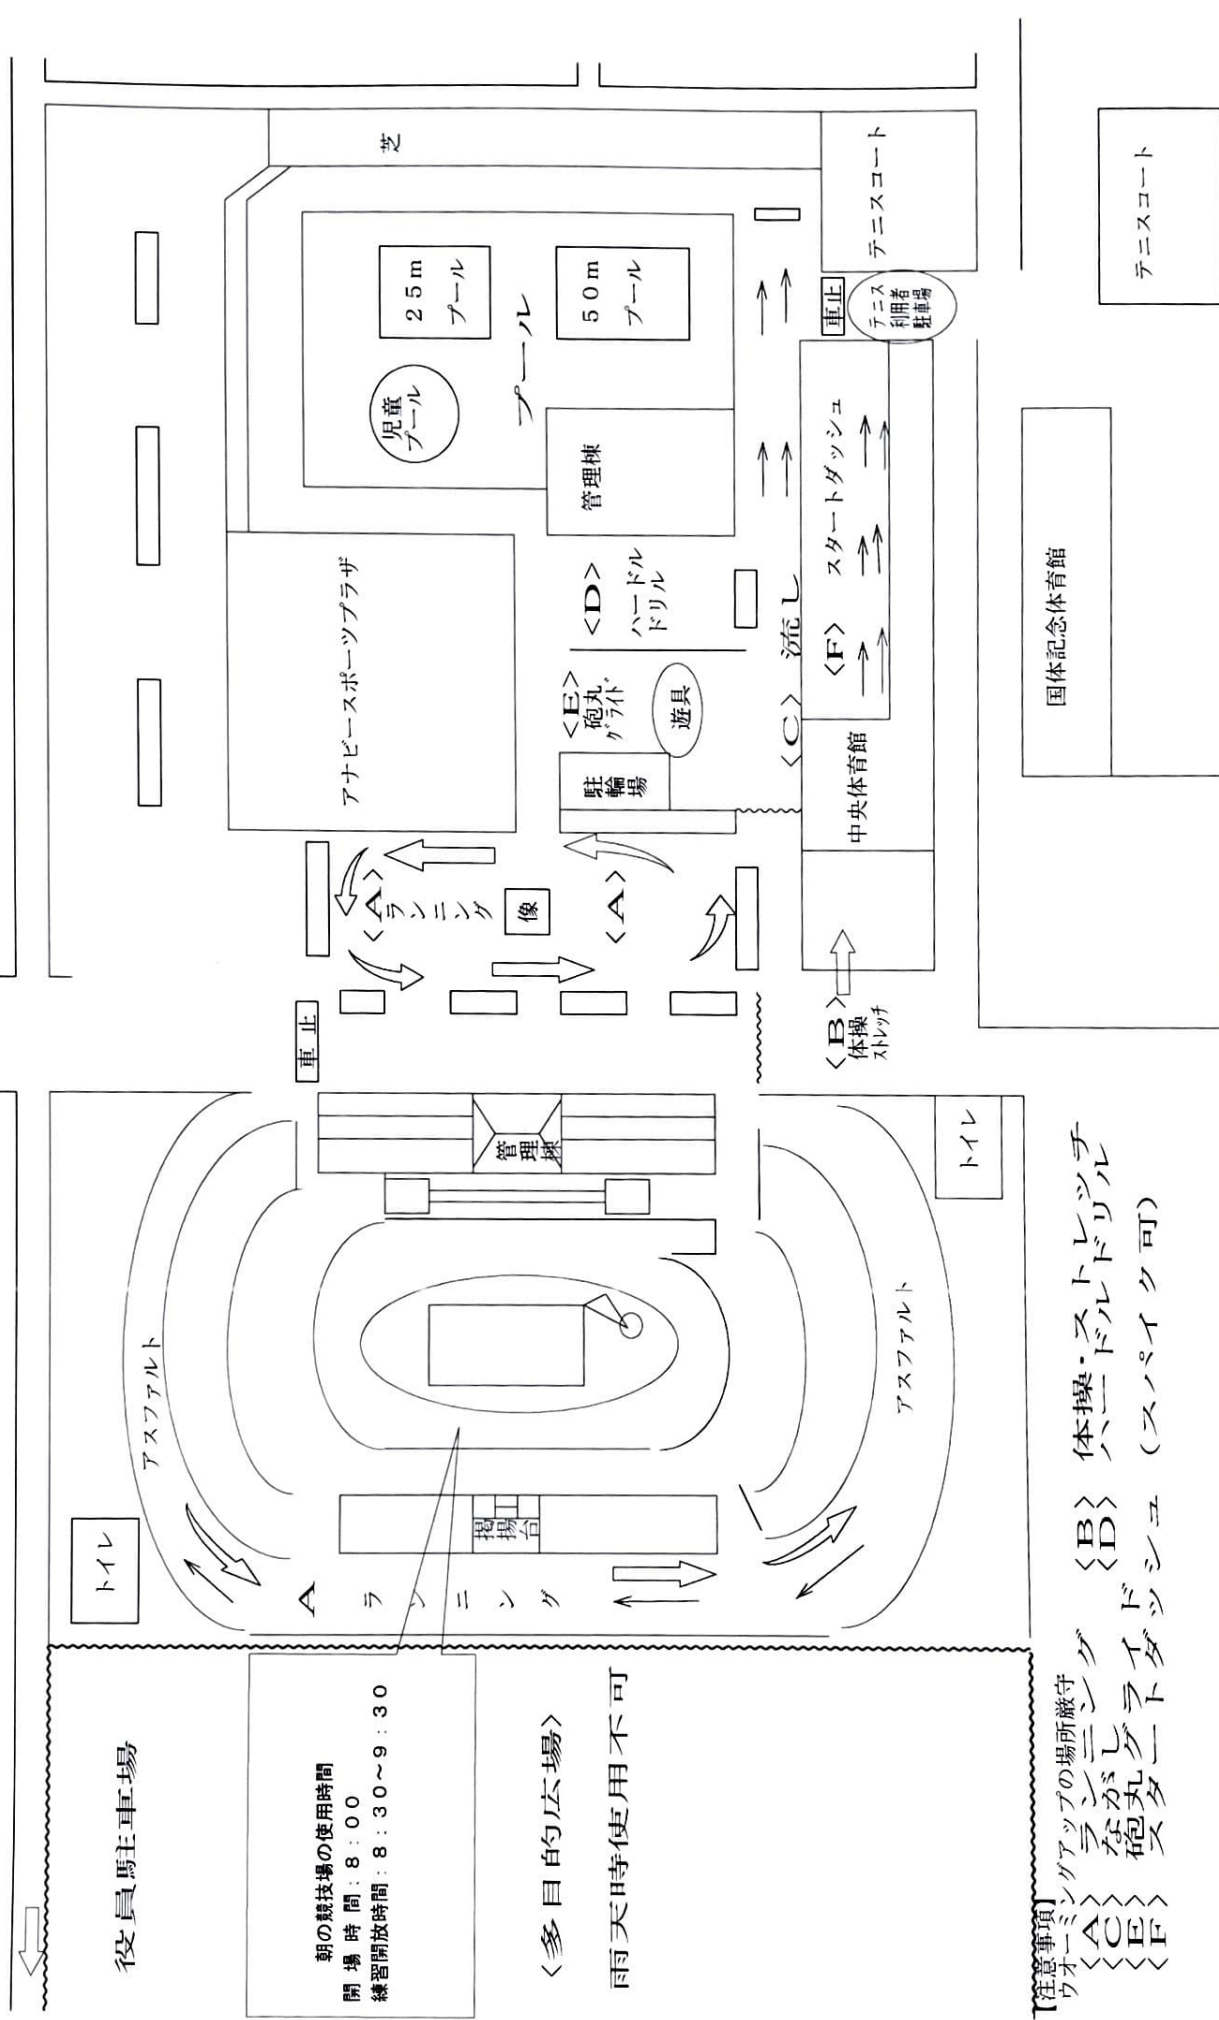 役員駐車場
朝の競技場の使用時間
開場時間：8：00
練習開放時間：8：30～9：30
＜多目的広場＞
雨天時使用不可
トイレ
アスファルト
A
ランニング
掲揚台
管理棟
アスファルト
トイレ
車止
＜A＞
ランニング
像
＜A＞
＜B＞
体操
ストレッチ
アナビースポーツプラザ
駐輪場
＜E＞
砲丸
グライド
遊具
＜D＞
ハードル
ドリル
＜C＞ 流し
中央体育館
＜F＞ スタートダッシュ
管理棟
プール
児童
プール
25m
プール
50m
プール
芝
車止
テニス
利用者
駐車場
テニスコート
テニスコート
国体記念体育館
【注意事項】
ウオーミングアップの場所厳守
＜A＞ ランニング ＜B＞ 体操・ストレッチ
＜C＞ ながし ＜D＞ ハードルドリル
＜E＞ 砲丸グライド
＜F＞ スタートダッシュ （スパイク可）